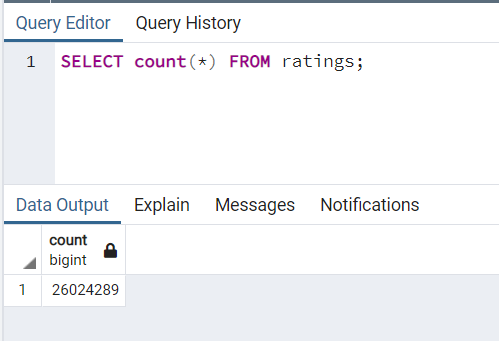 Query Editor Query History
1 SELECT count(*) FROM ratings;
Data Output Explain Messages Notifications
count
bigint
1 26024289